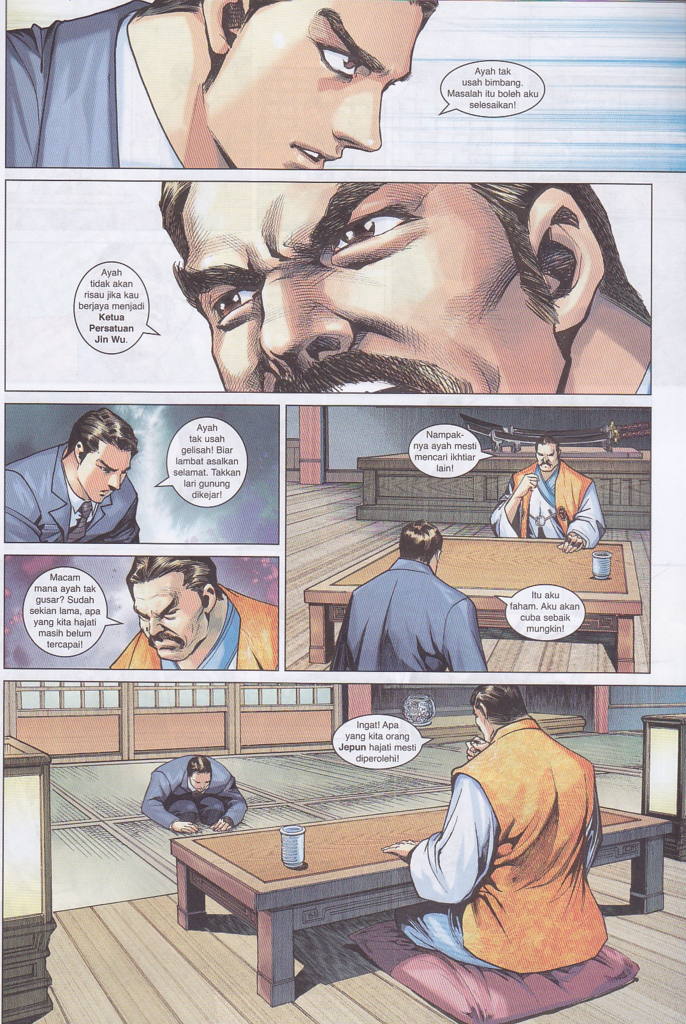 Ayah tak
usah bimbang.
Masalah itu boleh aku
selesaikan!
Ayah
tidak akan
risau jika kau
berjaya menjadi
Ketua
Persatuan
Jin Wu.
Ayah
tak usah
gelisah! Biar
lambat asalkan
selamat. Takkan
lari gunung
dikejar!
Macam
mana ayah tak
gusar? Sudah
sekian lama, apa
yang kita hajati
masih belum
tercapai!
Nampak-
nya ayah mesti
mencari ikhtiar
lain!
Itu aku
faham. Aku akan
cuba sebaik
mungkin!
Ingat! Apa
yang kita orang
Jepun hajati mesti
diperolehi!